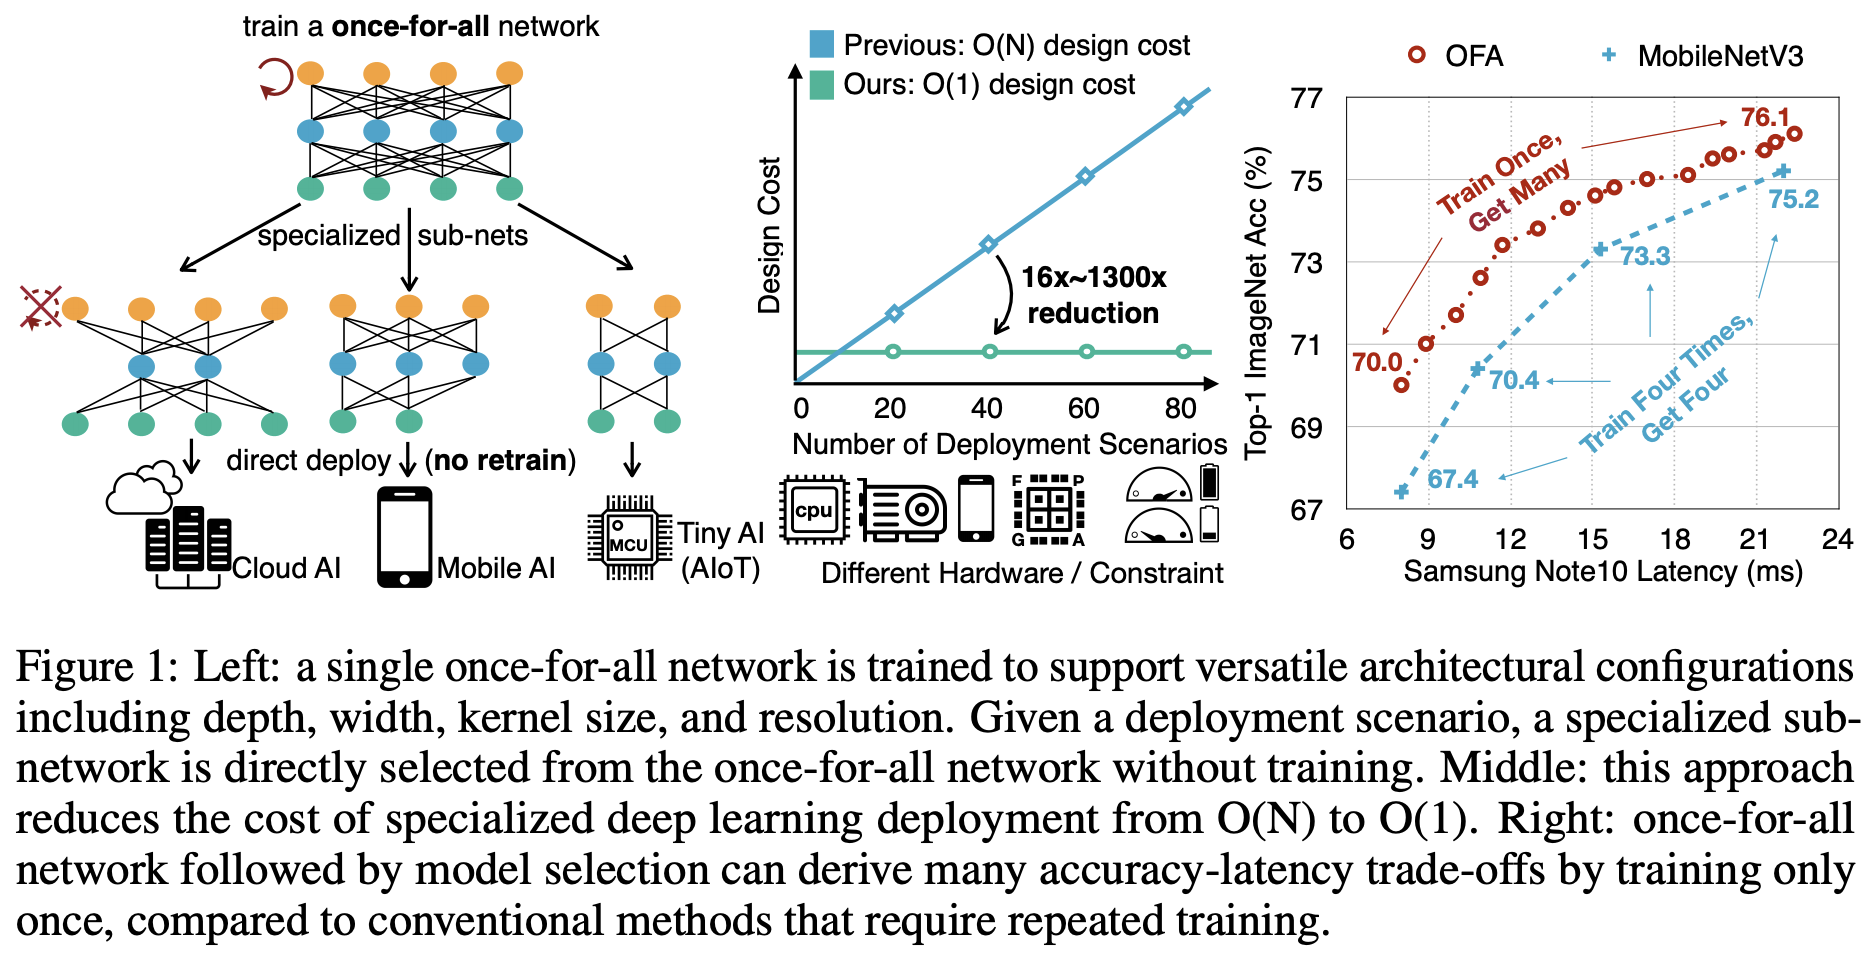 train a once-for-all network
specialized sub-nets
direct deploy (no retrain)
Cloud AI
Mobile AI
MCU
Tiny AI
(AIoT)
Previous: O(N) design cost
Ours: O(1) design cost
Design Cost
16x~1300x
reduction
0 20 40 60 80
Number of Deployment Scenarios
cpu
F P
G A
Different Hardware / Constraint
OFA MobileNetV3
Top-1 ImageNet Acc (%)
77
75
73
71
69
67
76.1
Train Once,
Get Many
75.2
73.3
70.0
70.4
Train Four Times,
Get Four
67.4
6 9 12 15 18 21 24
Samsung Note10 Latency (ms)
Figure 1: Left: a single once-for-all network is trained to support versatile architectural configurations
including depth, width, kernel size, and resolution. Given a deployment scenario, a specialized sub-
network is directly selected from the once-for-all network without training. Middle: this approach
reduces the cost of specialized deep learning deployment from O(N) to O(1). Right: once-for-all
network followed by model selection can derive many accuracy-latency trade-offs by training only
once, compared to conventional methods that require repeated training.